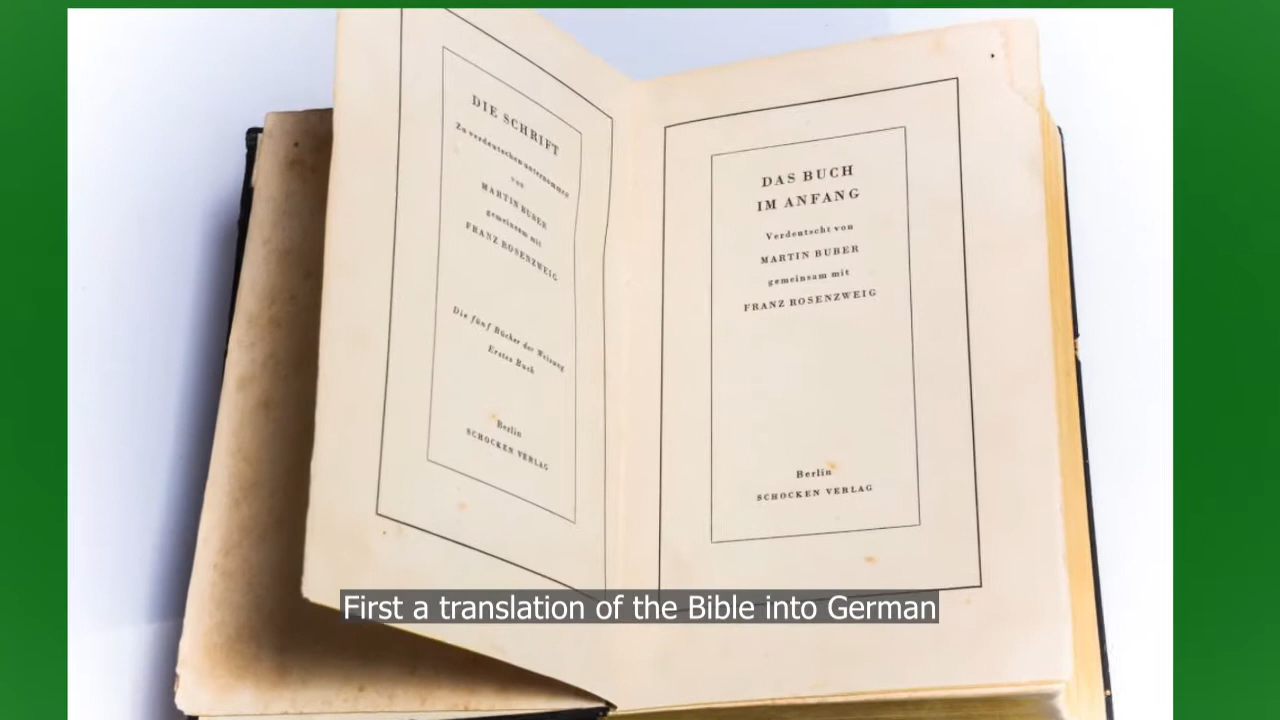 DIE SCHRIFT
Zu verdeutschen unternommen
von
MARTIN BUBER
gemeinsam mit
FRANZ ROSENZWEIG
Die fünf Bücher der Weisung
Erstes Buch
Berlin
SCHOCKEN VERLAG
DAS BUCH
IM ANFANG
Verdeutscht von
MARTIN BUBER
gemeinsam mit
FRANZ ROSENZWEIG
Berlin
SCHOCKEN VERLAG
First a translation of the Bible into German